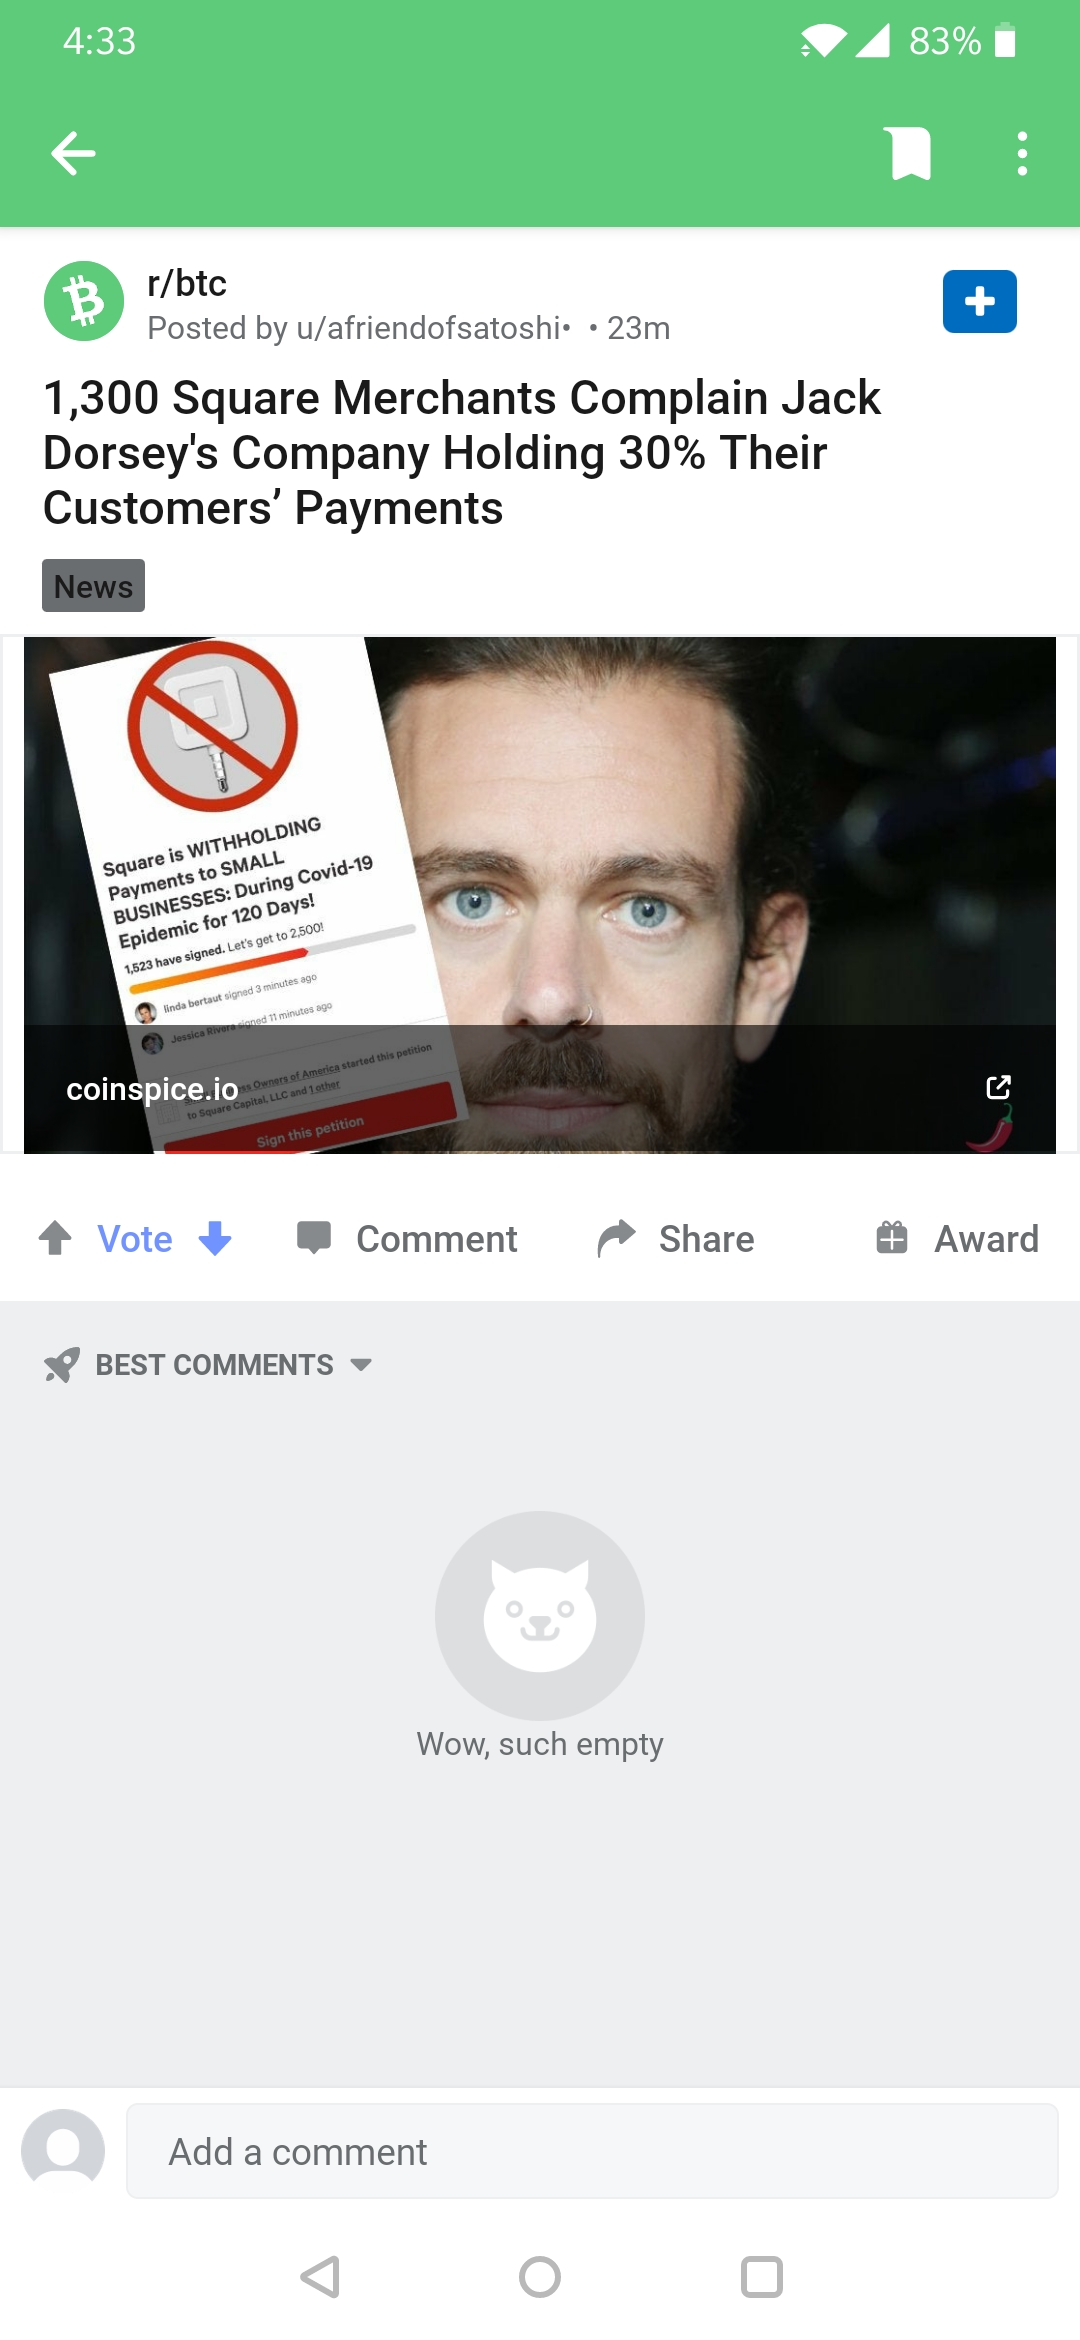 4:33
83%
r/btc
Posted by u/afriendofsatoshi• • 23m
1,300 Square Merchants Complain Jack
Dorsey's Company Holding 30% Their
Customers’ Payments
News
Square is WITHHOLDING
Payments to SMALL
BUSINESSES: During Covid-19
Epidemic for 120 Days!
1,523 have signed. Let's get to 2,500!
linda bertaut signed 3 minutes ago
Jessica Rivera signed 11 minutes ago
Owners of America started this petition
to Square Capital, LLC and 1 other
Sign this petition
coinspice.io
Vote
Comment
Share
Award
BEST COMMENTS
Wow, such empty
Add a comment